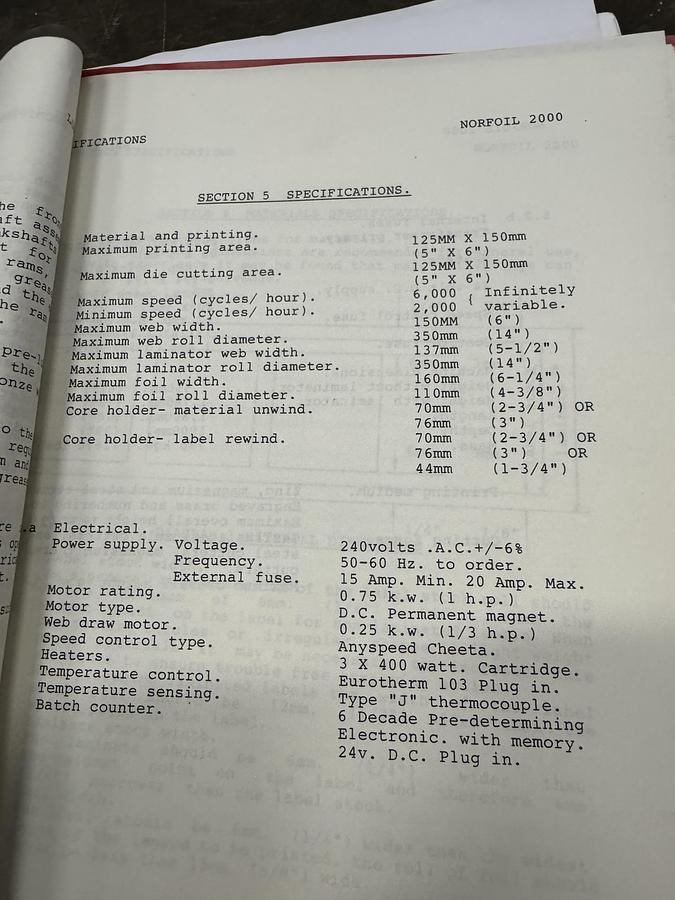 IFICATIONS
NORFOIL 2000
SECTION 5 SPECIFICATIONS.
Material and printing. 125MM X 150mm
Maximum printing area. (5" X 6")
125MM X 150mm
Maximum die cutting area. (5" X 6")
Maximum speed (cycles/ hour). 6,000 { Infinitely
Minimum speed (cycles/ hour). 2,000 variable.
Maximum web width. 150MM (6")
Maximum web roll diameter. 350mm (14")
Maximum laminator web width. 137mm (5-1/2")
Maximum laminator roll diameter. 350mm (14")
Maximum foil width. 160mm (6-1/4")
Maximum foil roll diameter. 110mm (4-3/8")
Core holder- material unwind. 70mm (2-3/4") OR
76mm (3")
Core holder- label rewind. 70mm (2-3/4") OR
76mm (3") OR
44mm (1-3/4")
Electrical.
Power supply. Voltage. 240volts .A.C.+/-6%
Frequency. 50-60 Hz. to order.
External fuse. 15 Amp. Min. 20 Amp. Max.
Motor rating. 0.75 k.w. (1 h.p.)
Motor type. D.C. Permanent magnet.
Web draw motor. 0.25 k.w. (1/3 h.p.)
Speed control type. Anyspeed Cheeta.
Heaters. 3 X 400 watt. Cartridge.
Temperature control. Eurotherm 103 Plug in.
Temperature sensing. Type "J" thermocouple.
Batch counter. 6 Decade Pre-determining
Electronic. with memory.
24v. D.C. Plug in.